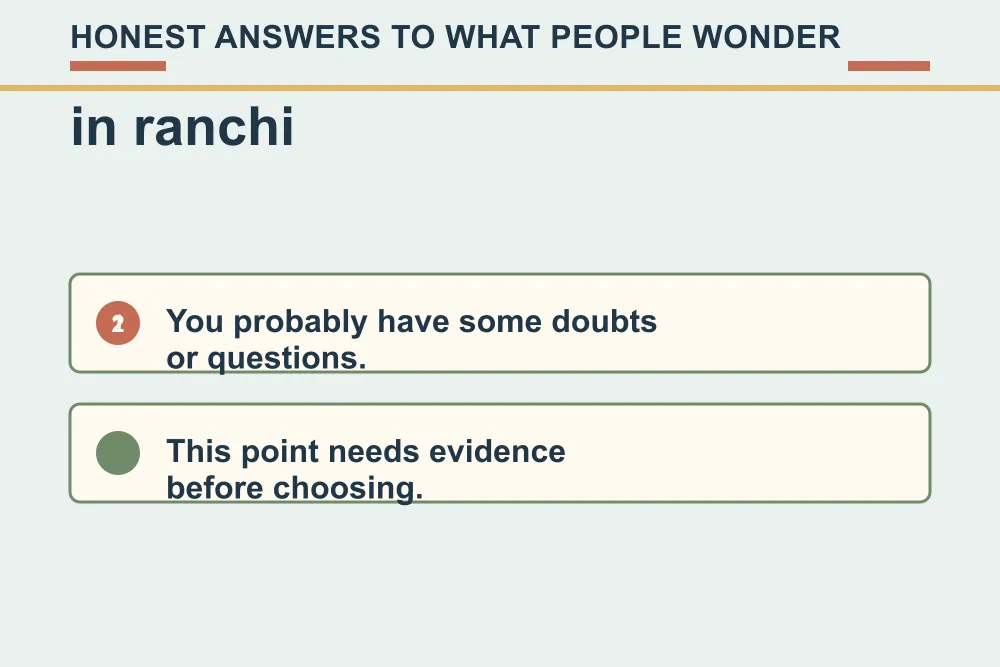 HONEST ANSWERS TO WHAT PEOPLE WONDER
in ranchi
2
You probably have some doubts
or questions.
This point needs evidence
before choosing.